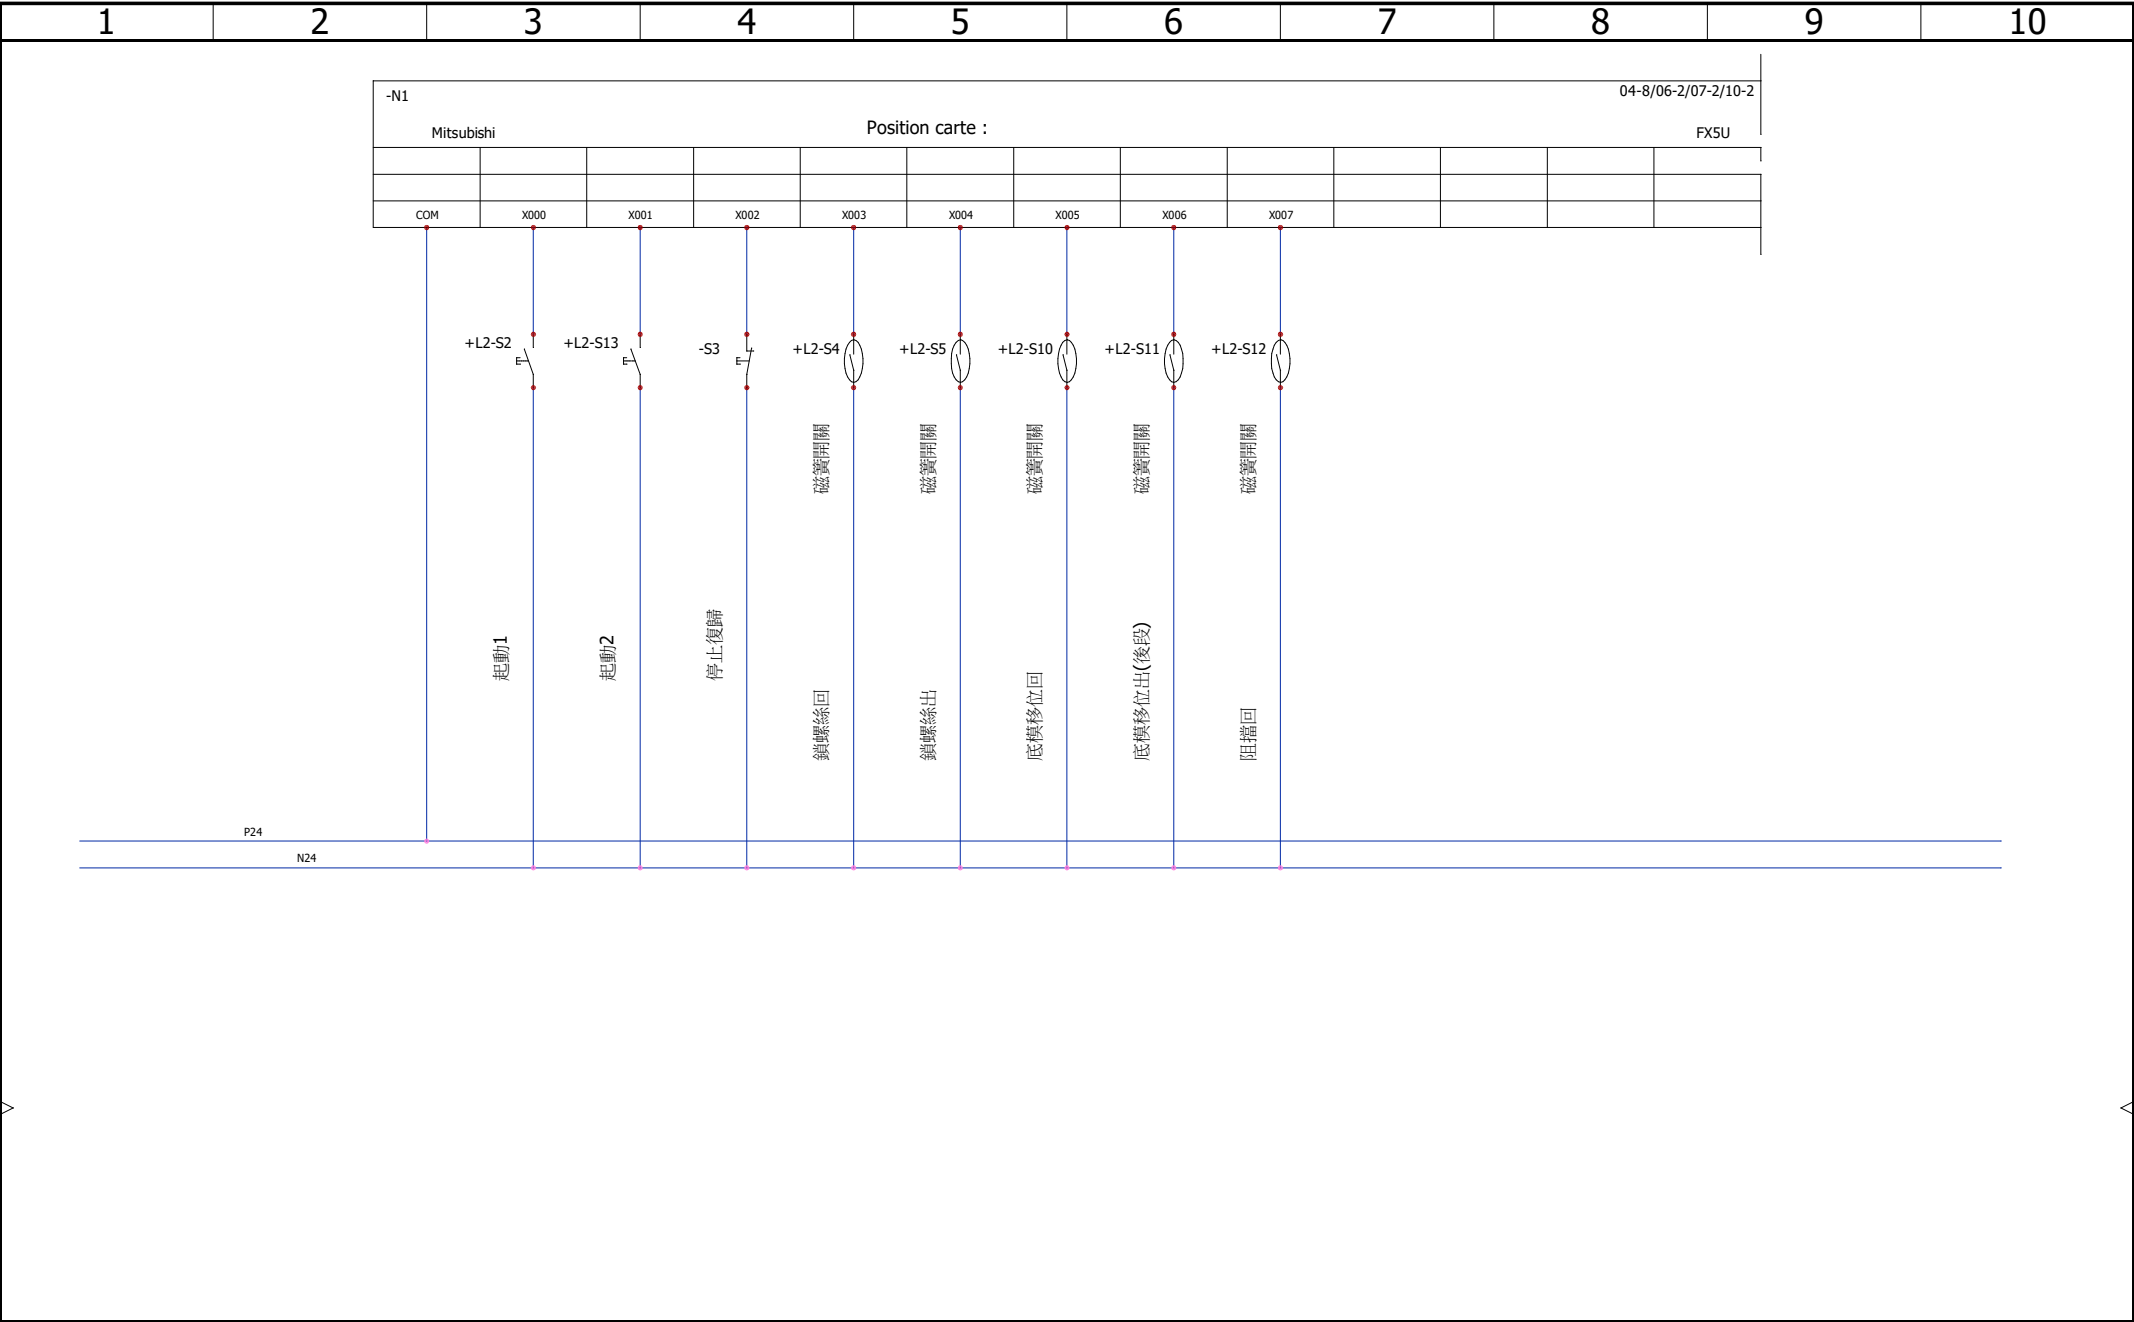 1 2 3 4 5 6 7 8 9 10
-N1 04-8/06-2/07-2/10-2
Mitsubishi Position carte : FX5U
COM X000 X001 X002 X003 X004 X005 X006 X007
+L2-S2 +L2-S13 -S3 +L2-S4 +L2-S5 +L2-S10 +L2-S11 +L2-S12
磁簧開關 磁簧開關 磁簧開關 磁簧開關 磁簧開關
起動1 起動2 停止復歸 鎖螺絲回 鎖螺絲出 底模移位回 底模移位出(後段) 阻擋回
P24
N24